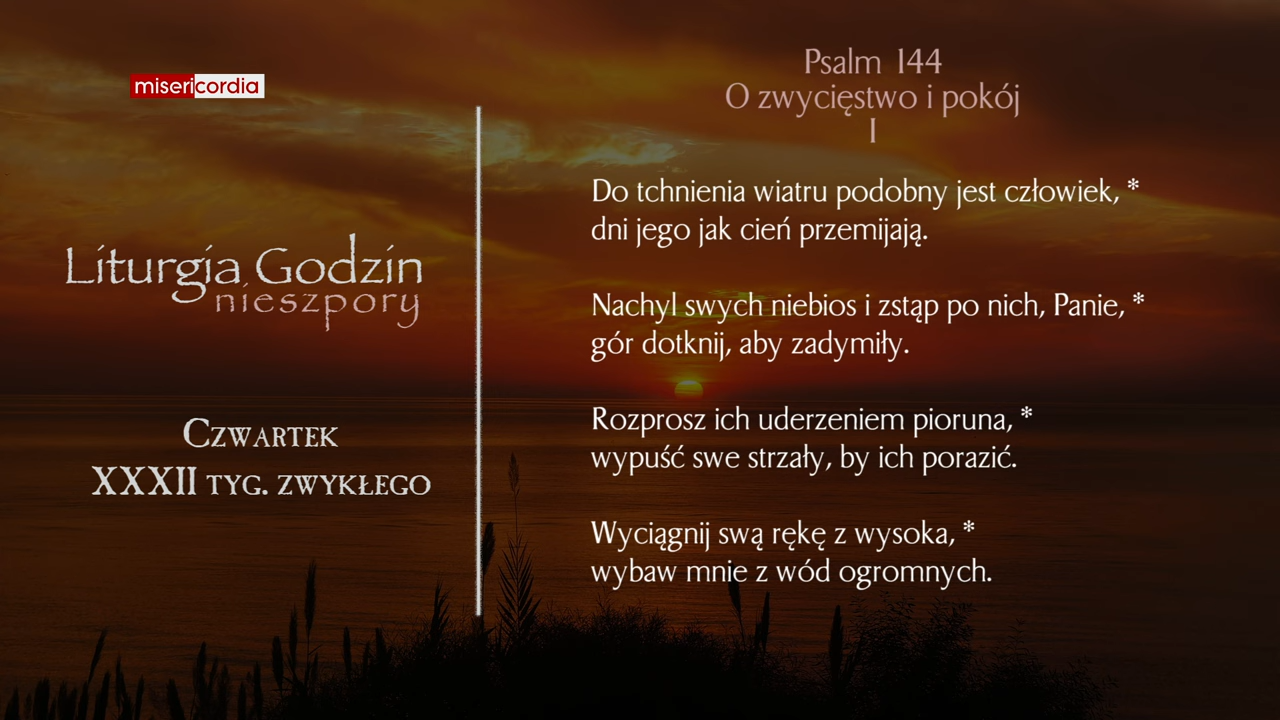 misericordia
Liturgia Godzin
nieszpory
Czwartek
XXXII tyg. zwykłego
Psalm 144
O zwycięstwo i pokój
I
Do tchnienia wiatru podobny jest człowiek, *
dni jego jak cień przemijają.
Nachyl swych niebios i zstąp po nich, Panie, *
gór dotknij, aby zadymiły.
Rozprosz ich uderzeniem pioruna, *
wypuść swe strzały, by ich porazić.
Wyciągnij swą rękę z wysoka, *
wybaw mnie z wód ogromnych.